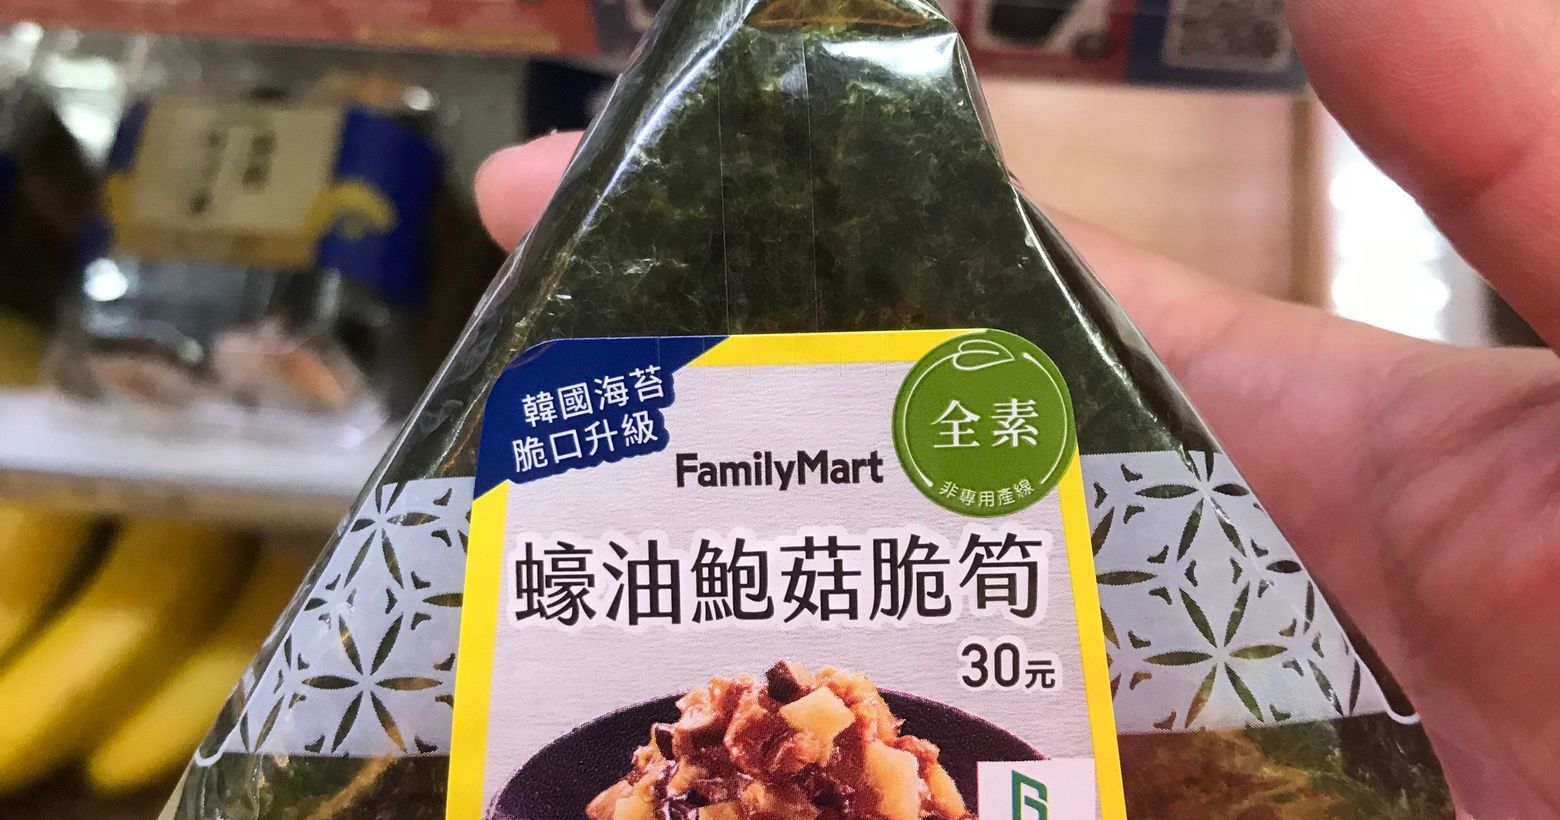 韓國海苔
脆口升級
FamilyMart
全素
非專用產線
蠔油鮑菇脆筍
30元